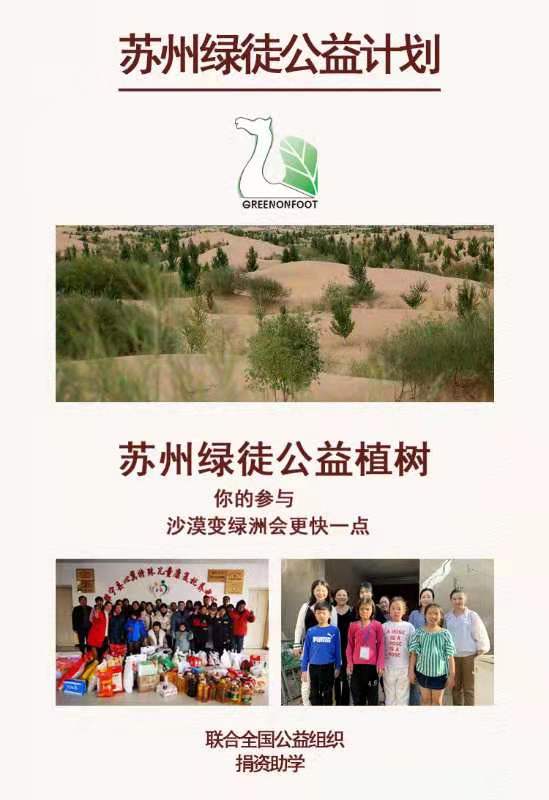 苏州绿徒公益计划
GREENONFOOT
苏州绿徒公益植树
你的参与
沙漠变绿洲会更快一点
联合全国公益组织
捐资助学